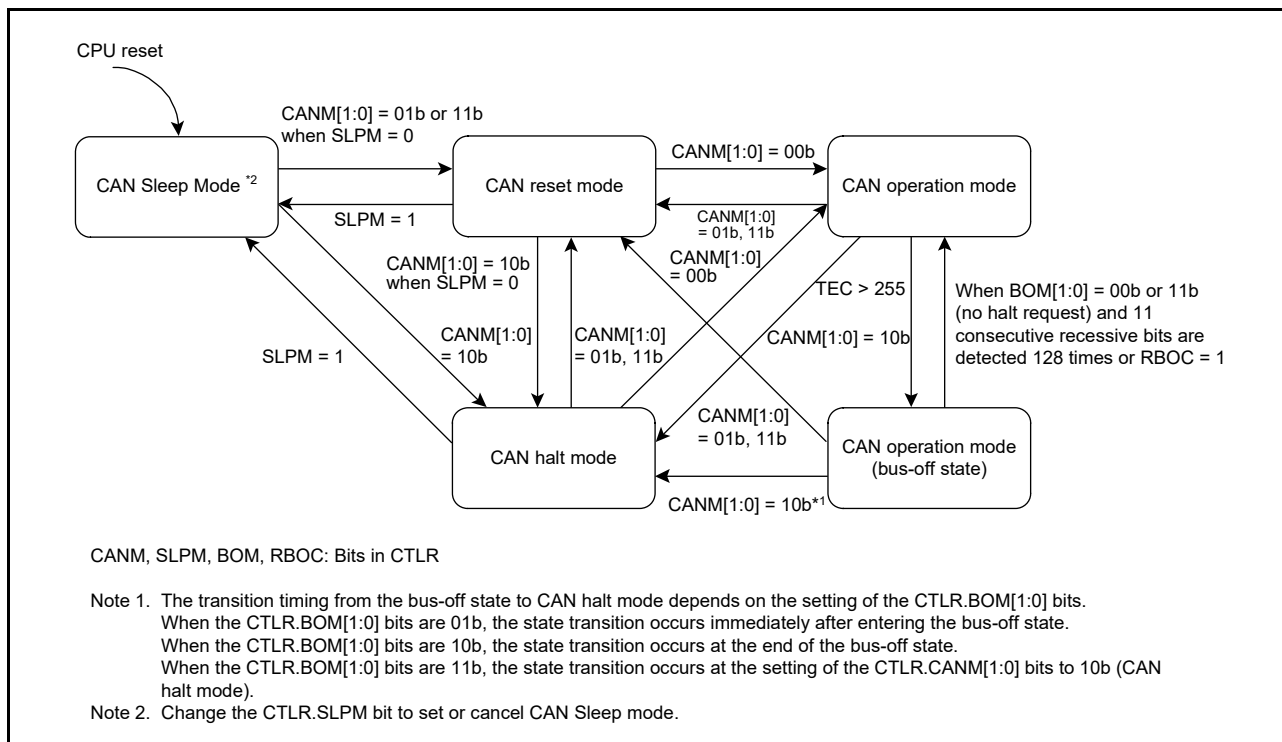 CPU reset
CANM[1:0] = 01b or 11b
when SLPM = 0
CAN Sleep Mode *2
CAN reset mode
CANM[1:0] = 00b
CAN operation mode
SLPM = 1
CANM[1:0]
= 01b, 11b
CANM[1:0] = 10b
when SLPM = 0
CANM[1:0]
= 00b
TEC > 255
When BOM[1:0] = 00b or 11b
(no halt request) and 11
consecutive recessive bits are
detected 128 times or RBOC = 1
SLPM = 1
CANM[1:0]
= 10b
CANM[1:0]
= 01b, 11b
CANM[1:0] = 10b
CANM[1:0]
= 01b, 11b
CAN halt mode
CAN operation mode
(bus-off state)
CANM[1:0] = 10b*1
CANM, SLPM, BOM, RBOC: Bits in CTLR
Note 1. The transition timing from the bus-off state to CAN halt mode depends on the setting of the CTLR.BOM[1:0] bits.
When the CTLR.BOM[1:0] bits are 01b, the state transition occurs immediately after entering the bus-off state.
When the CTLR.BOM[1:0] bits are 10b, the state transition occurs at the end of the bus-off state.
When the CTLR.BOM[1:0] bits are 11b, the state transition occurs at the setting of the CTLR.CANM[1:0] bits to 10b (CAN
halt mode).
Note 2. Change the CTLR.SLPM bit to set or cancel CAN Sleep mode.